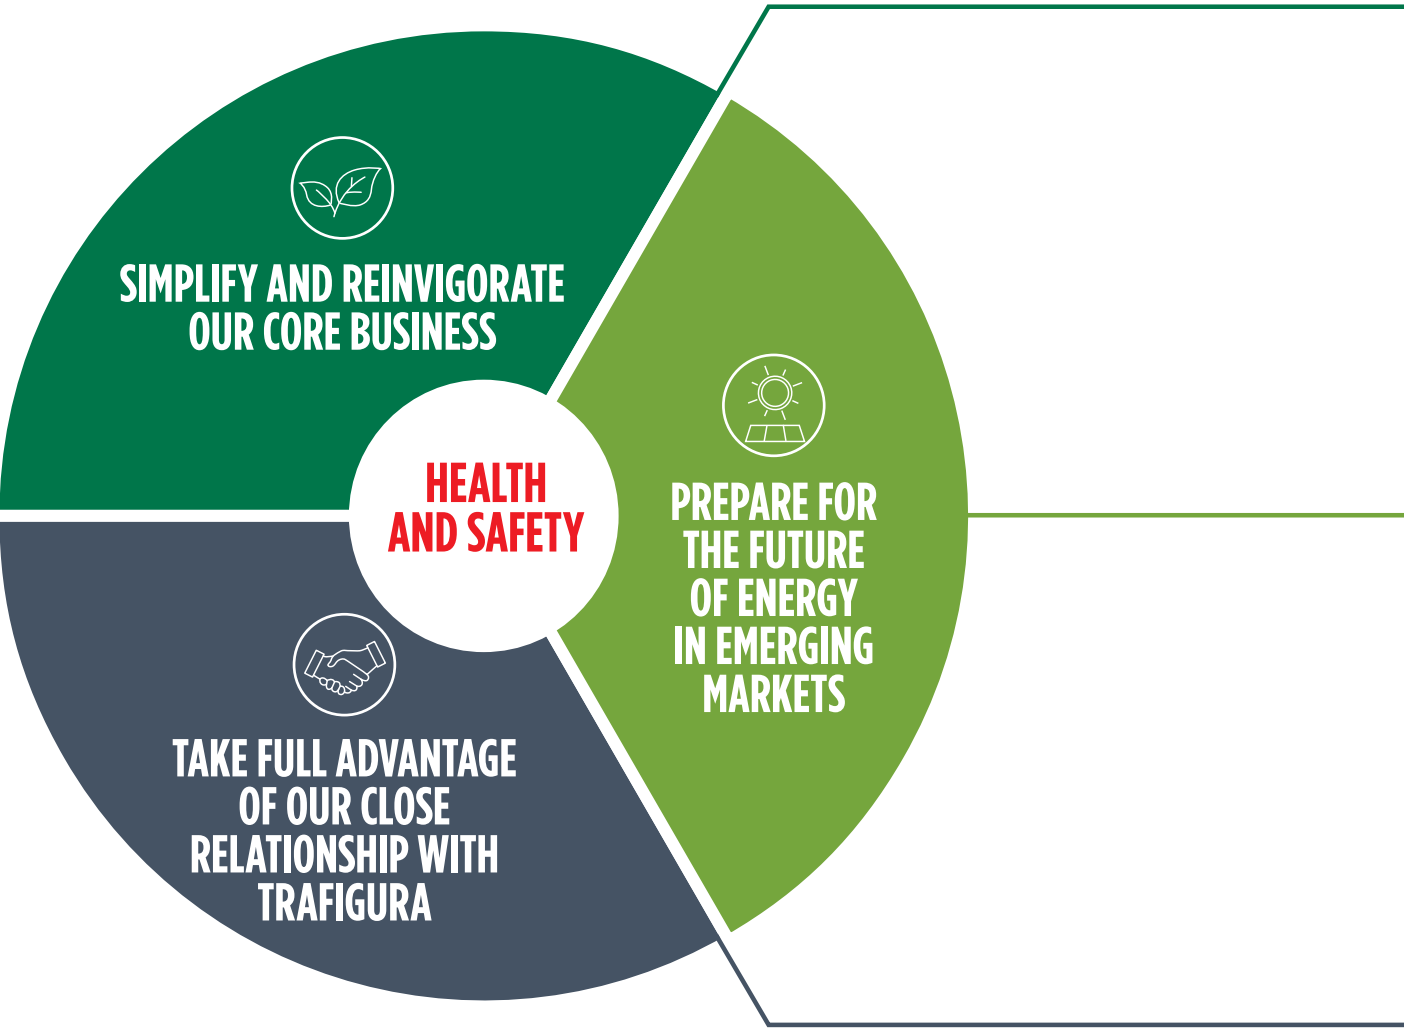 SIMPLIFY AND REINVIGORATE
OUR CORE BUSINESS
HEALTH
AND SAFETY
PREPARE FOR
THE FUTURE
OF ENERGY
IN EMERGING
MARKETS
TAKE FULL ADVANTAGE
OF OUR CLOSE
RELATIONSHIP WITH
TRAFIGURA